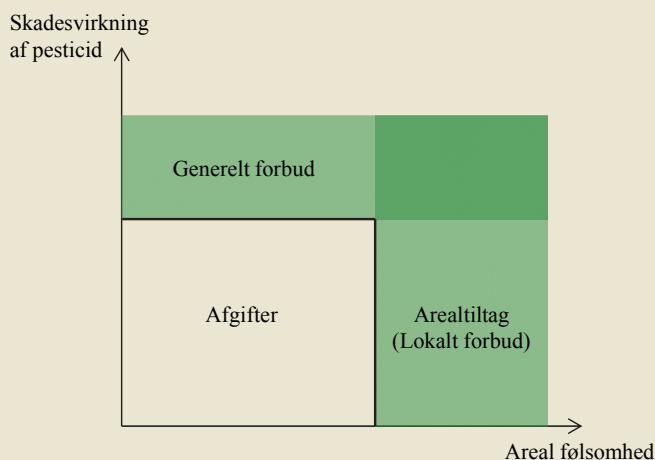 Skadesvirkning
af pesticid
Generelt forbud
Afgifter
Arealtiltag
(Lokalt forbud)
Areal følsomhed